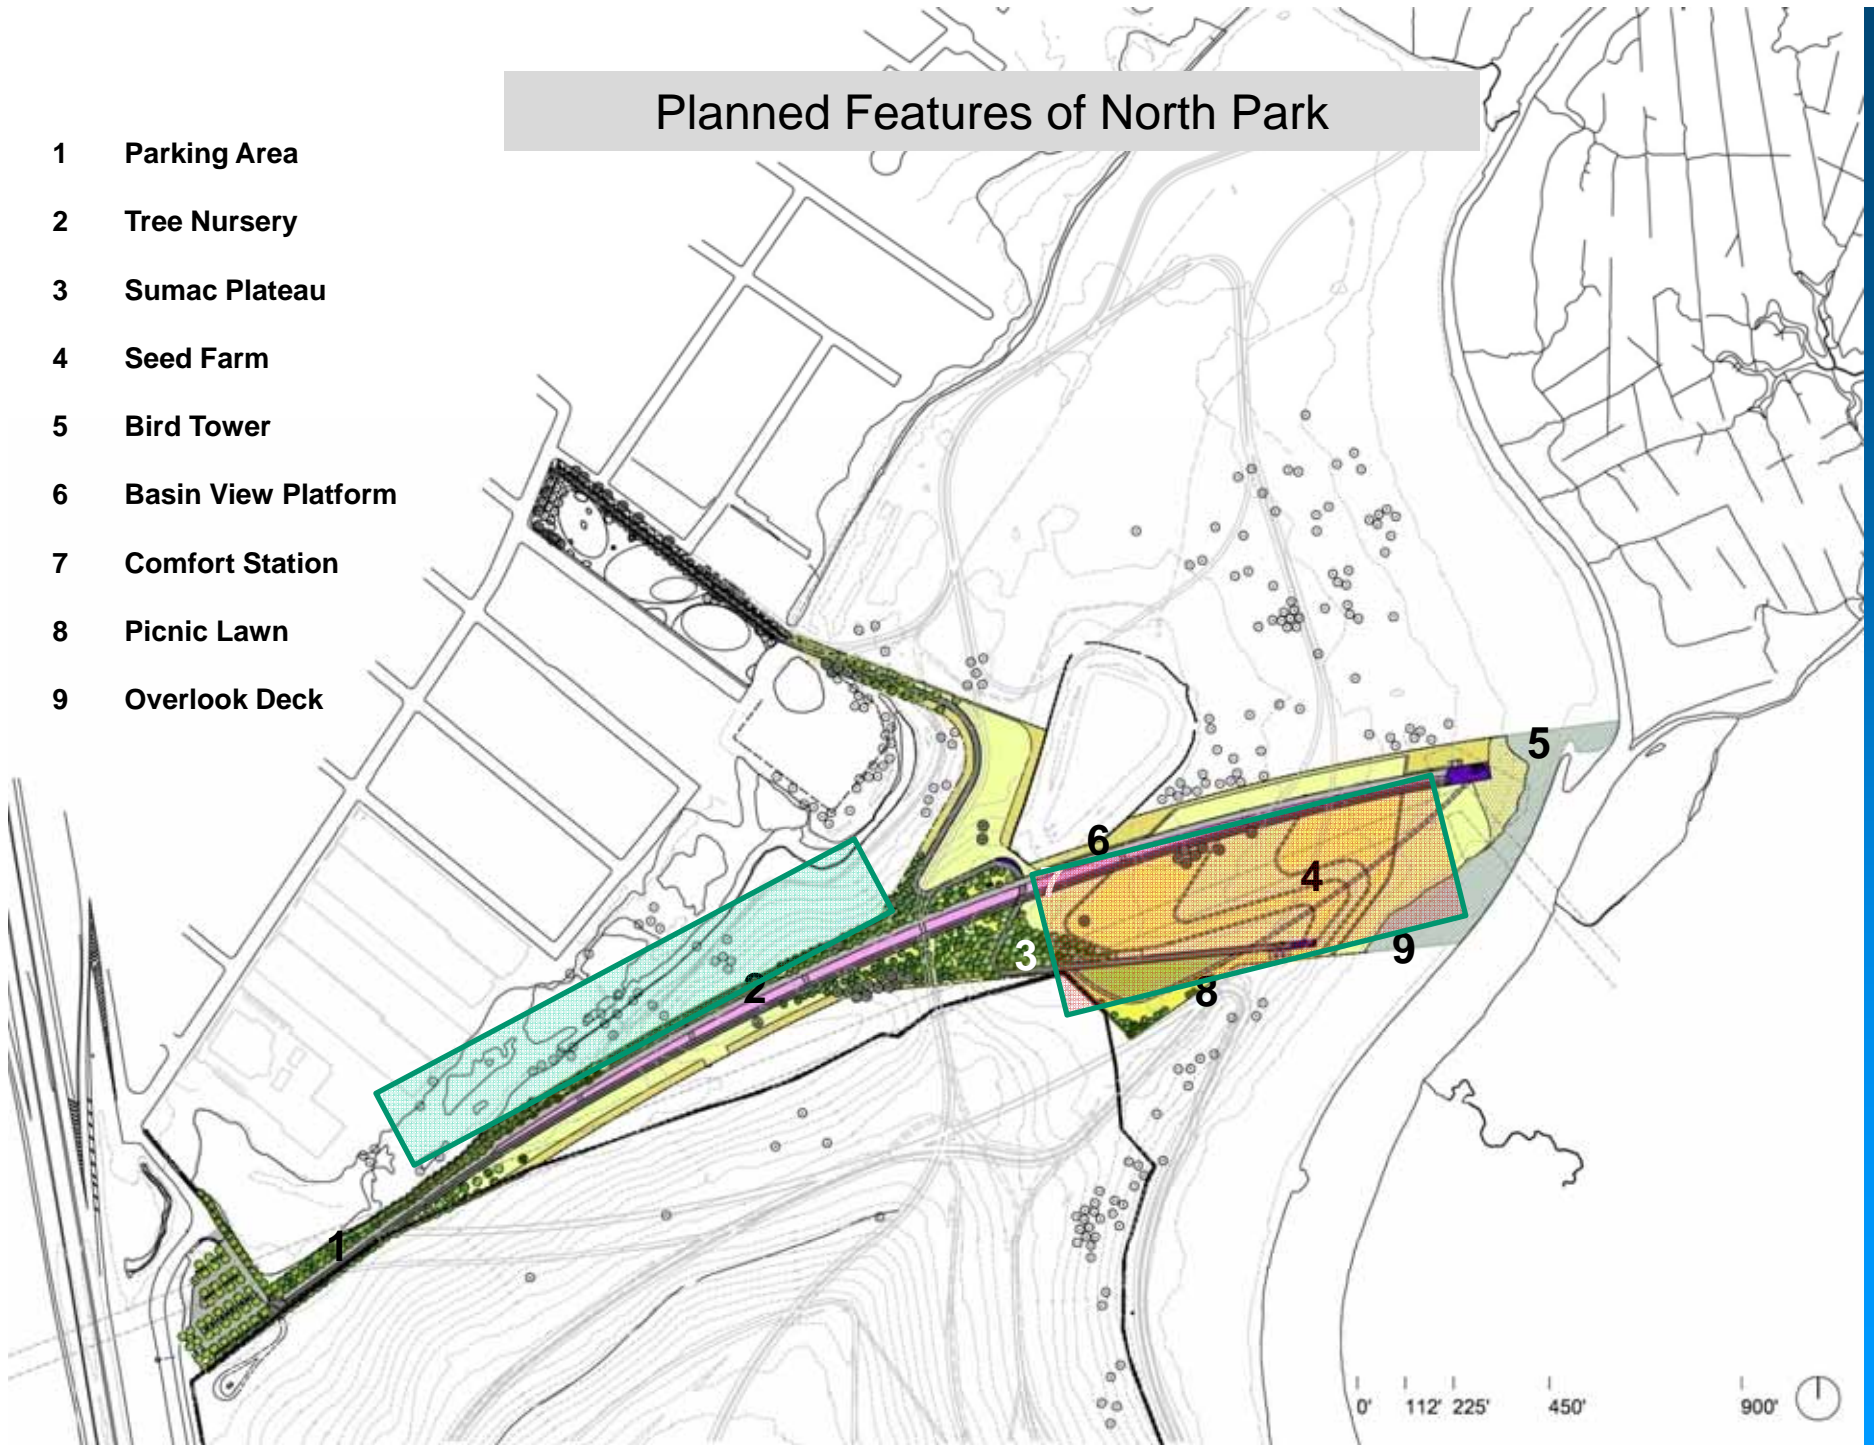 Planned Features of North Park
1 Parking Area
2 Tree Nursery
3 Sumac Plateau
4 Seed Farm
5 Bird Tower
6 Basin View Platform
7 Comfort Station
8 Picnic Lawn
9 Overlook Deck
5
6
4
3
9
2
8
1
0' 112' 225' 450' 900'